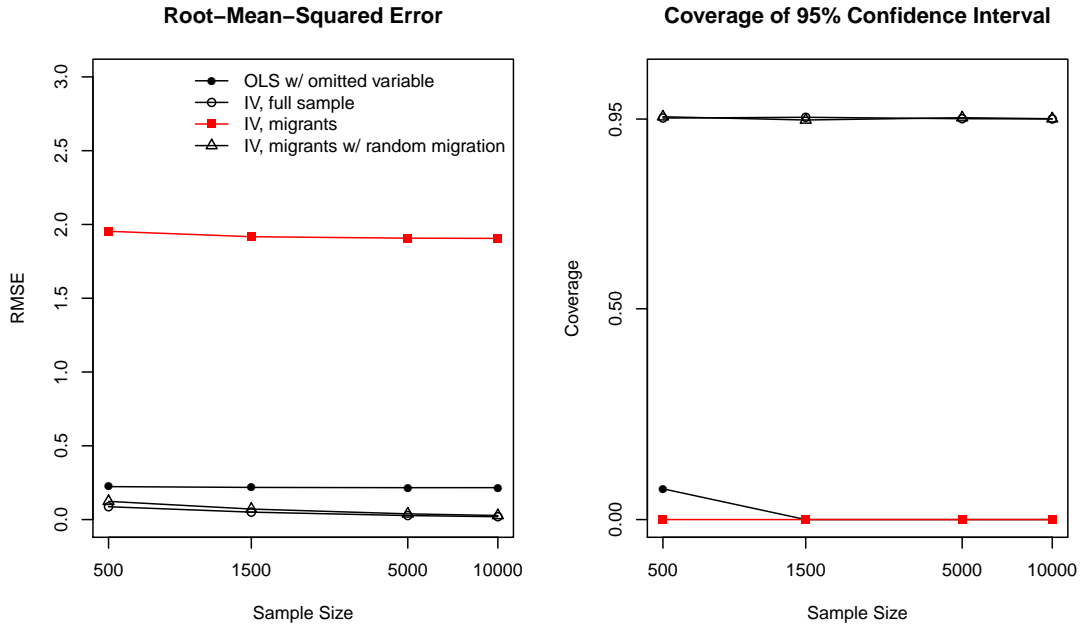 Root−Mean−Squared Error
OLS w/ omitted variable
IV, full sample
IV, migrants
IV, migrants w/ random migration
3.0
2.5
2.0
1.5
1.0
0.5
0.0
RMSE
500
1500
5000
10000
Sample Size
Coverage of 95% Confidence Interval
0.95
0.50
0.00
Coverage
500
1500
5000
10000
Sample Size